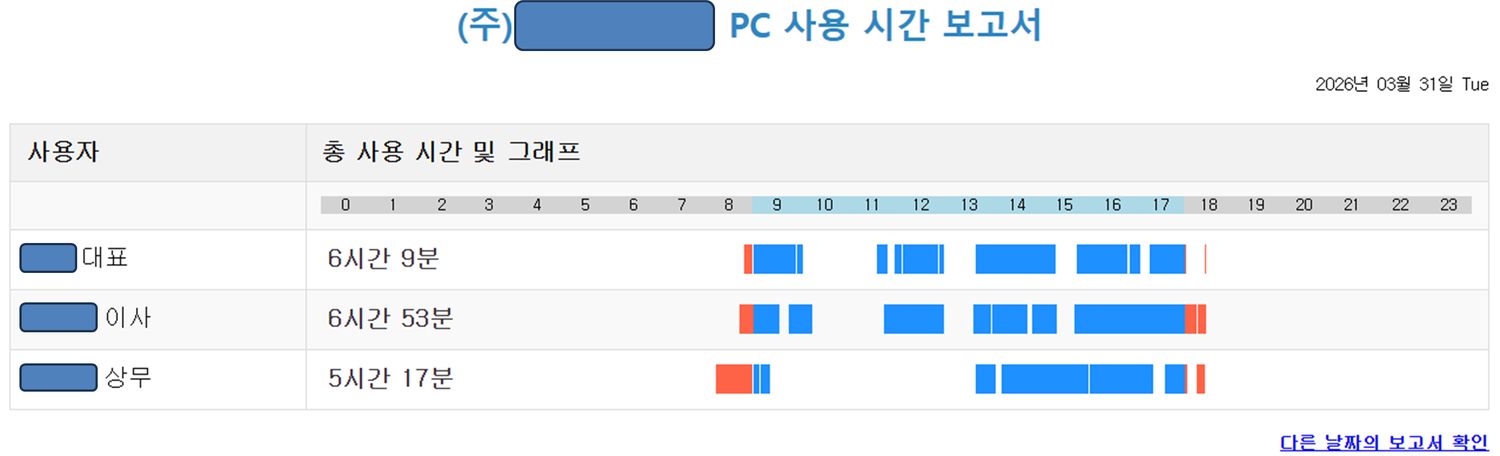 (주) PC 사용 시간 보고서
2026년 03월 31일 Tue
사용자 총 사용 시간 및 그래프
0 1 2 3 4 5 6 7 8 9 10 11 12 13 14 15 16 17 18 19 20 21 22 23
대표 6시간 9분
이사 6시간 53분
상무 5시간 17분
다른 날짜의 보고서 확인